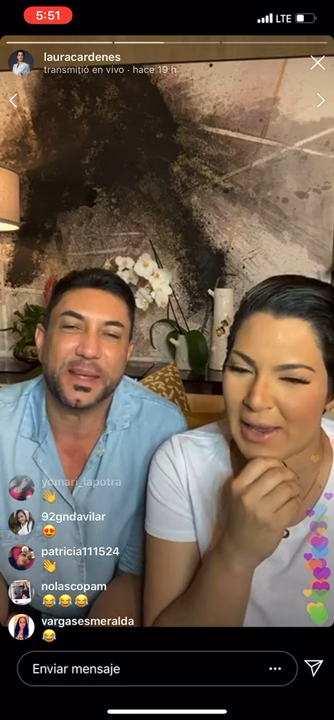 5:51
LTE
lauracardenes
transmitió en vivo · hace 19 h
yomari_lapotra
👋
92gndavilar
😍
patricia111524
👋
nolascopam
😂😂😂
vargasesmeralda
😂
Enviar mensaje